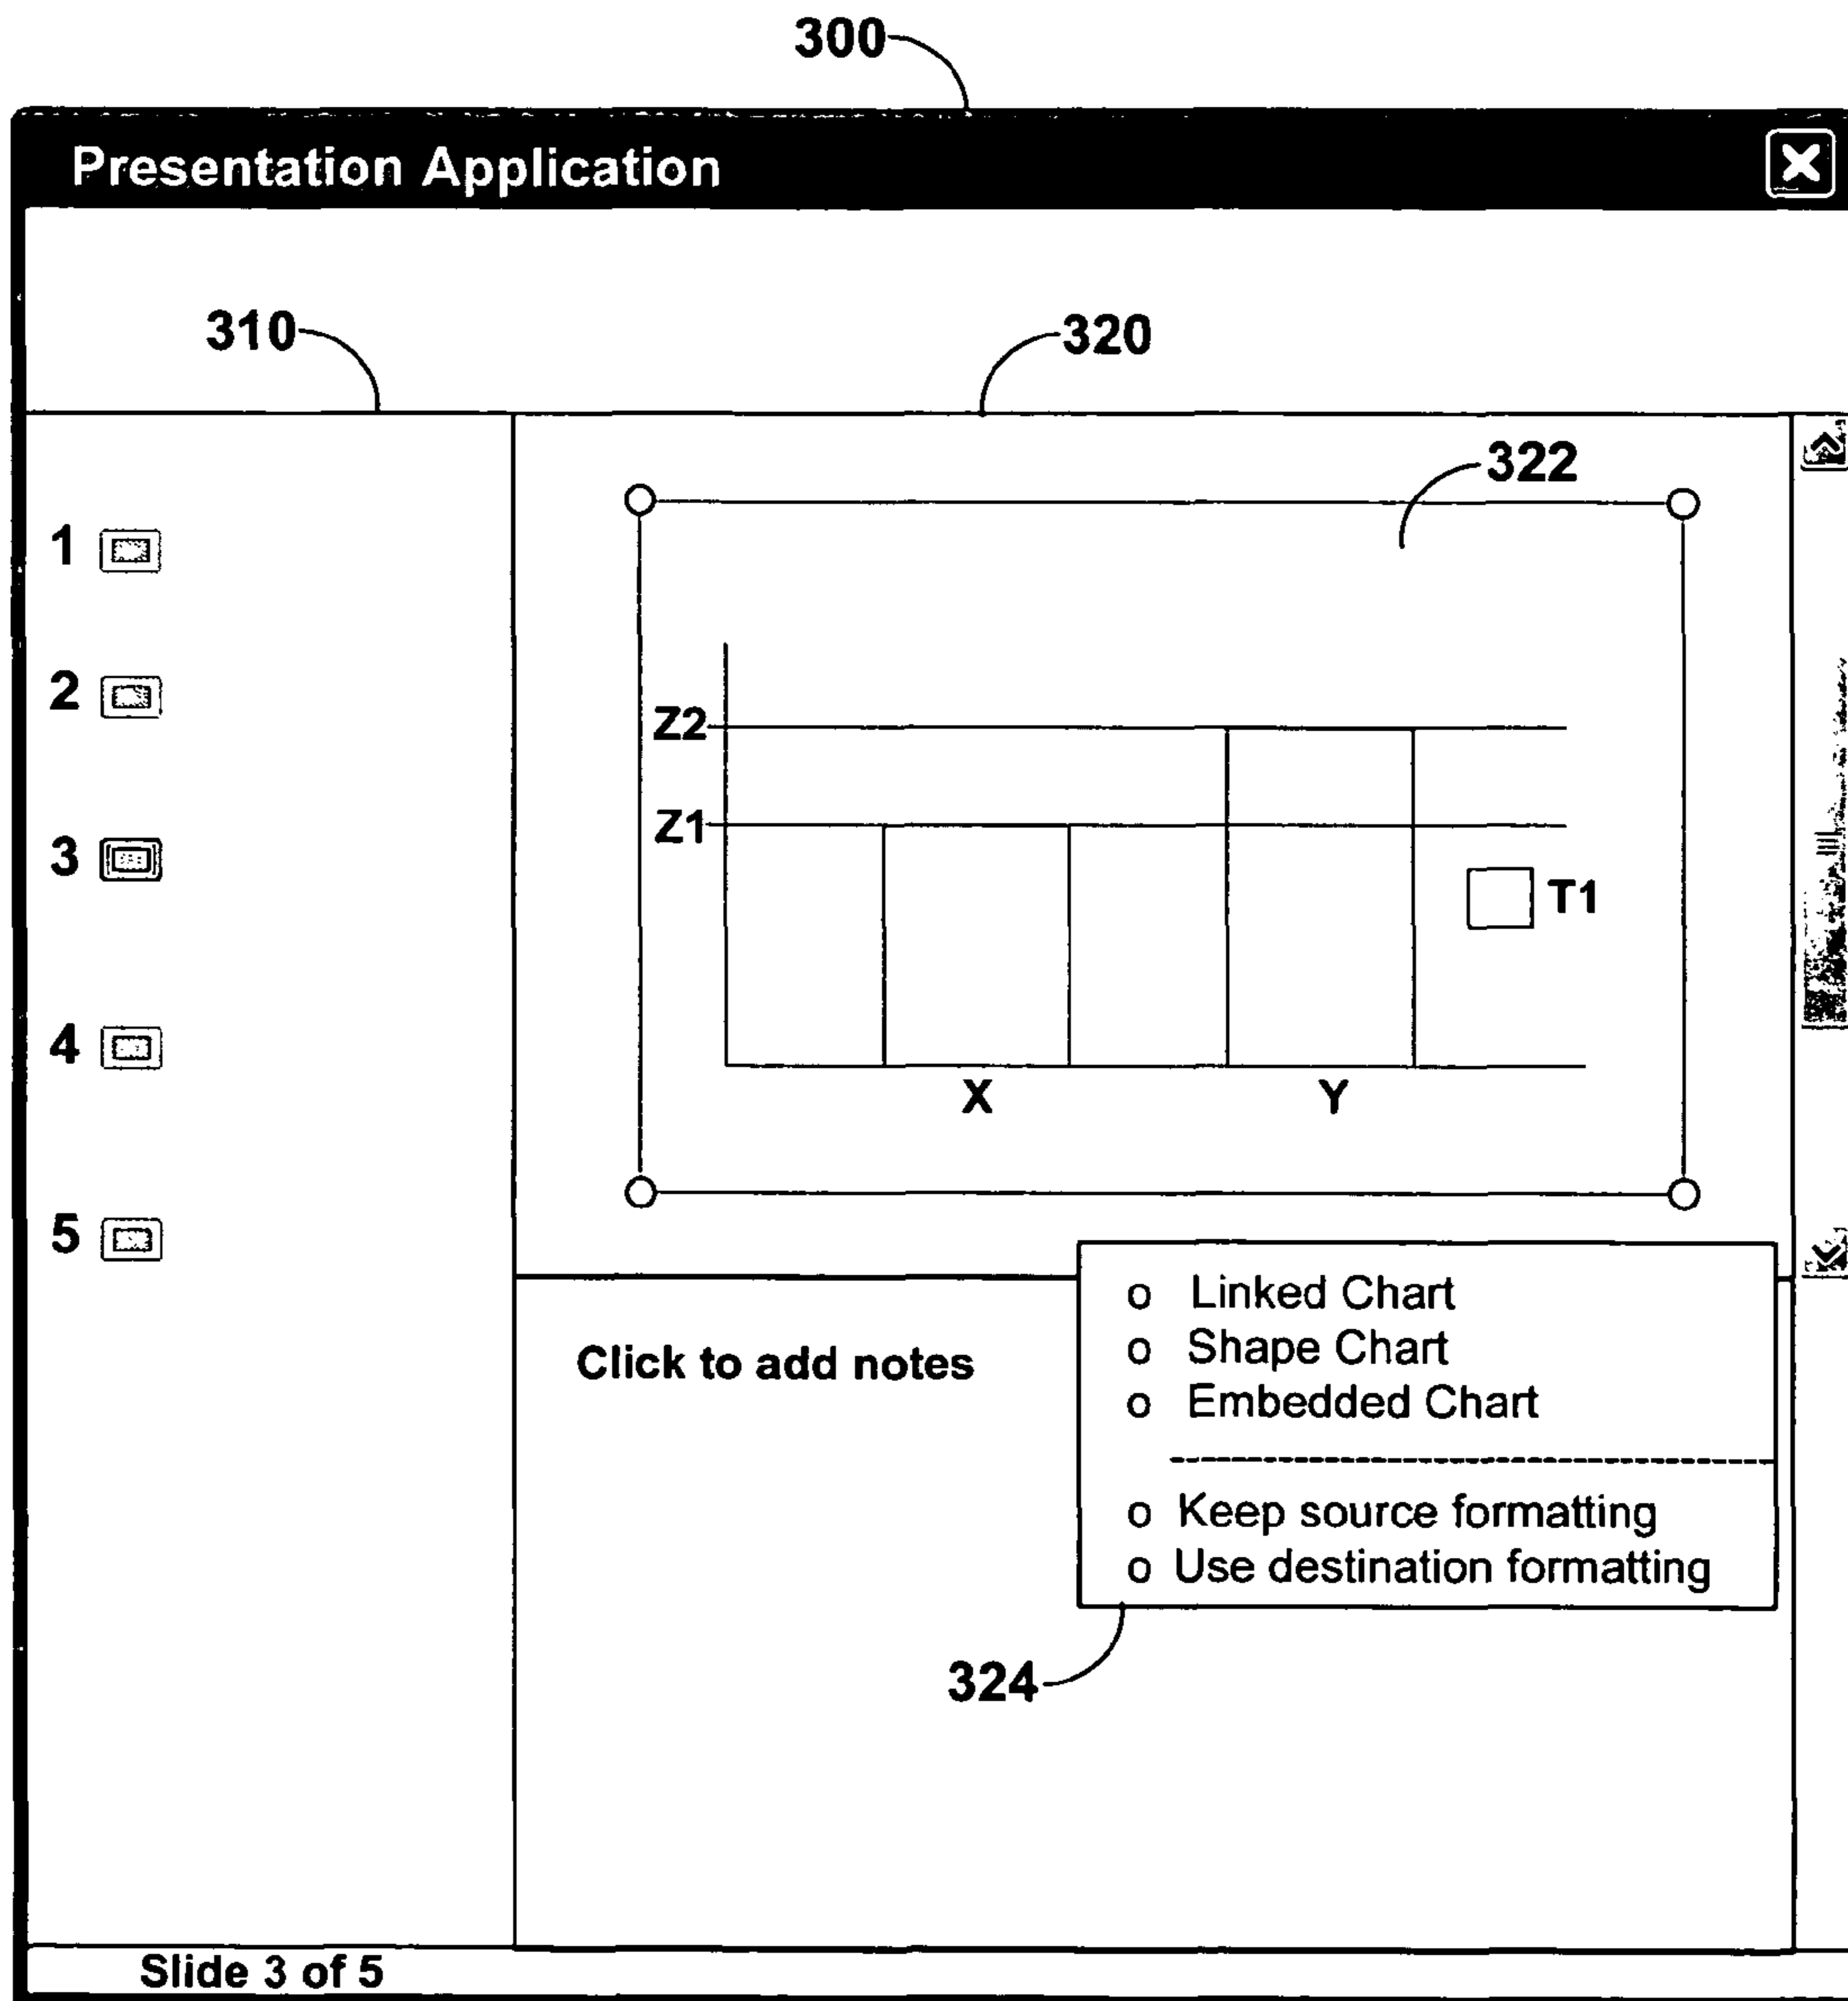 300
Presentation Application
310
320
322
1
2
3
4
5
Z2
Z1
T1
X
Y
o Linked Chart
o Shape Chart
o Embedded Chart
o Keep source formatting
o Use destination formatting
Click to add notes
324
Slide 3 of 5